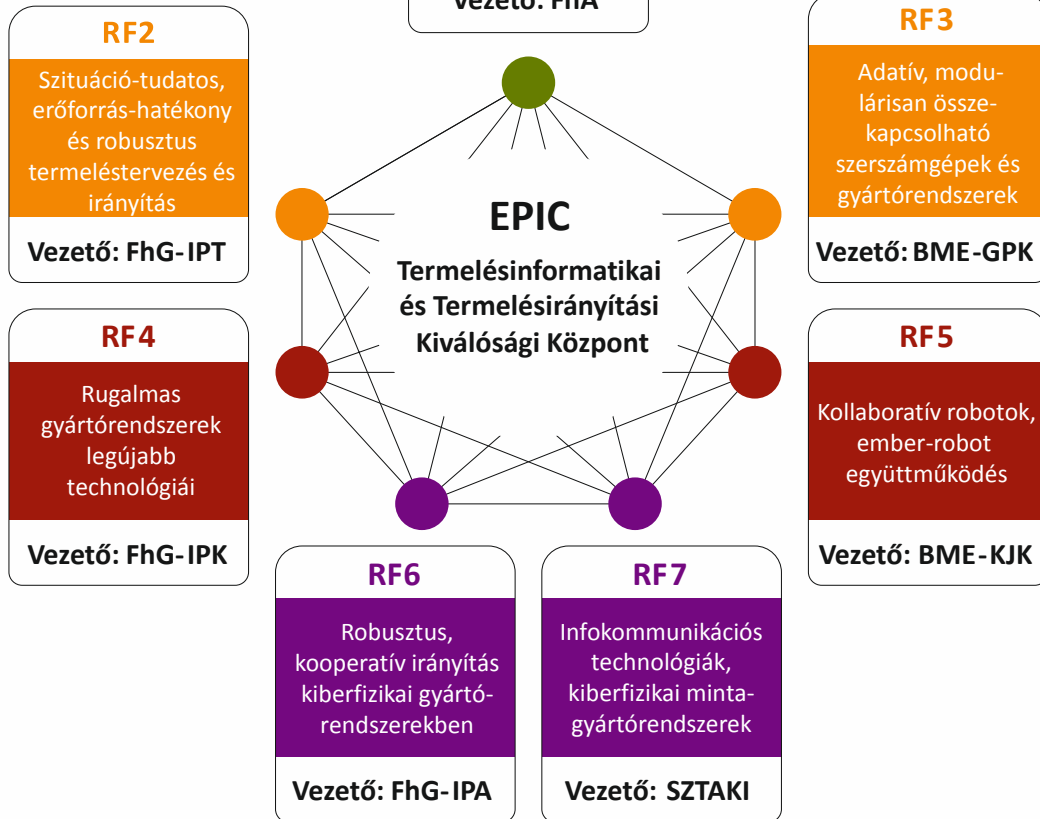 Vezető: FhA
RF2
Szituáció-tudatos,
erőforrás-hatékony
és robusztus
termeléstervezés és
irányítás
Vezető: FhG-IPT
RF3
Adatív, modu-
lárisan össze-
kapcsolható
szerszámgépek és
gyártórendszerek
Vezető: BME-GPK
EPIC
Termelésinformatikai
és Termelésirányítási
Kiválósági Központ
RF4
Rugalmas
gyártórendszerek
legújabb
technológiái
Vezető: FhG-IPK
RF5
Kollaboratív robotok,
ember-robot
együttműködés
Vezető: BME-KJK
RF6
Robusztus,
kooperatív irányítás
kiberfizikai gyártó-
rendszerekben
Vezető: FhG-IPA
RF7
Infokommunikációs
technológiák,
kiberfizikai minta-
gyártórendszerek
Vezető: SZTAKI